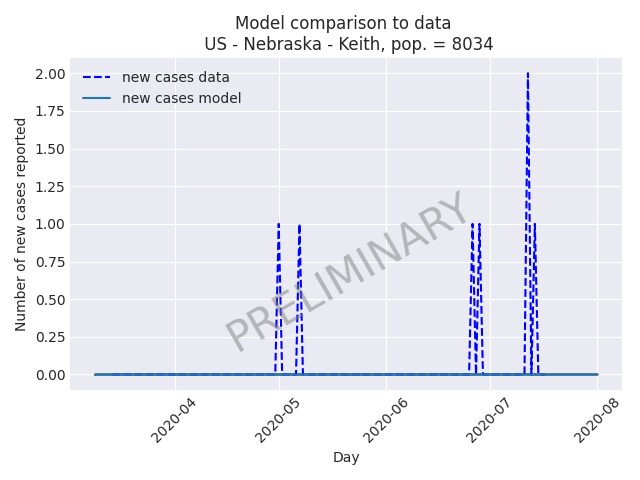 Model comparison to data
US - Nebraska - Keith, pop. = 8034
new cases data
new cases model
Number of new cases reported
2.00
1.75
1.50
1.25
1.00
0.75
0.50
0.25
0.00
PRELIMINARY
2020-04
2020-05
2020-06
2020-07
2020-08
Day